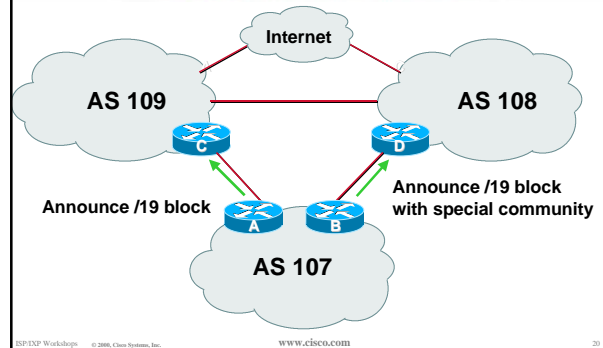 Internet
AS 109
AS 108
C
D
Announce /19 block
Announce /19 block
with special community
A
B
AS 107
ISP/IXP Workshops
© 2000, Cisco Systems, Inc.
www.cisco.com
20